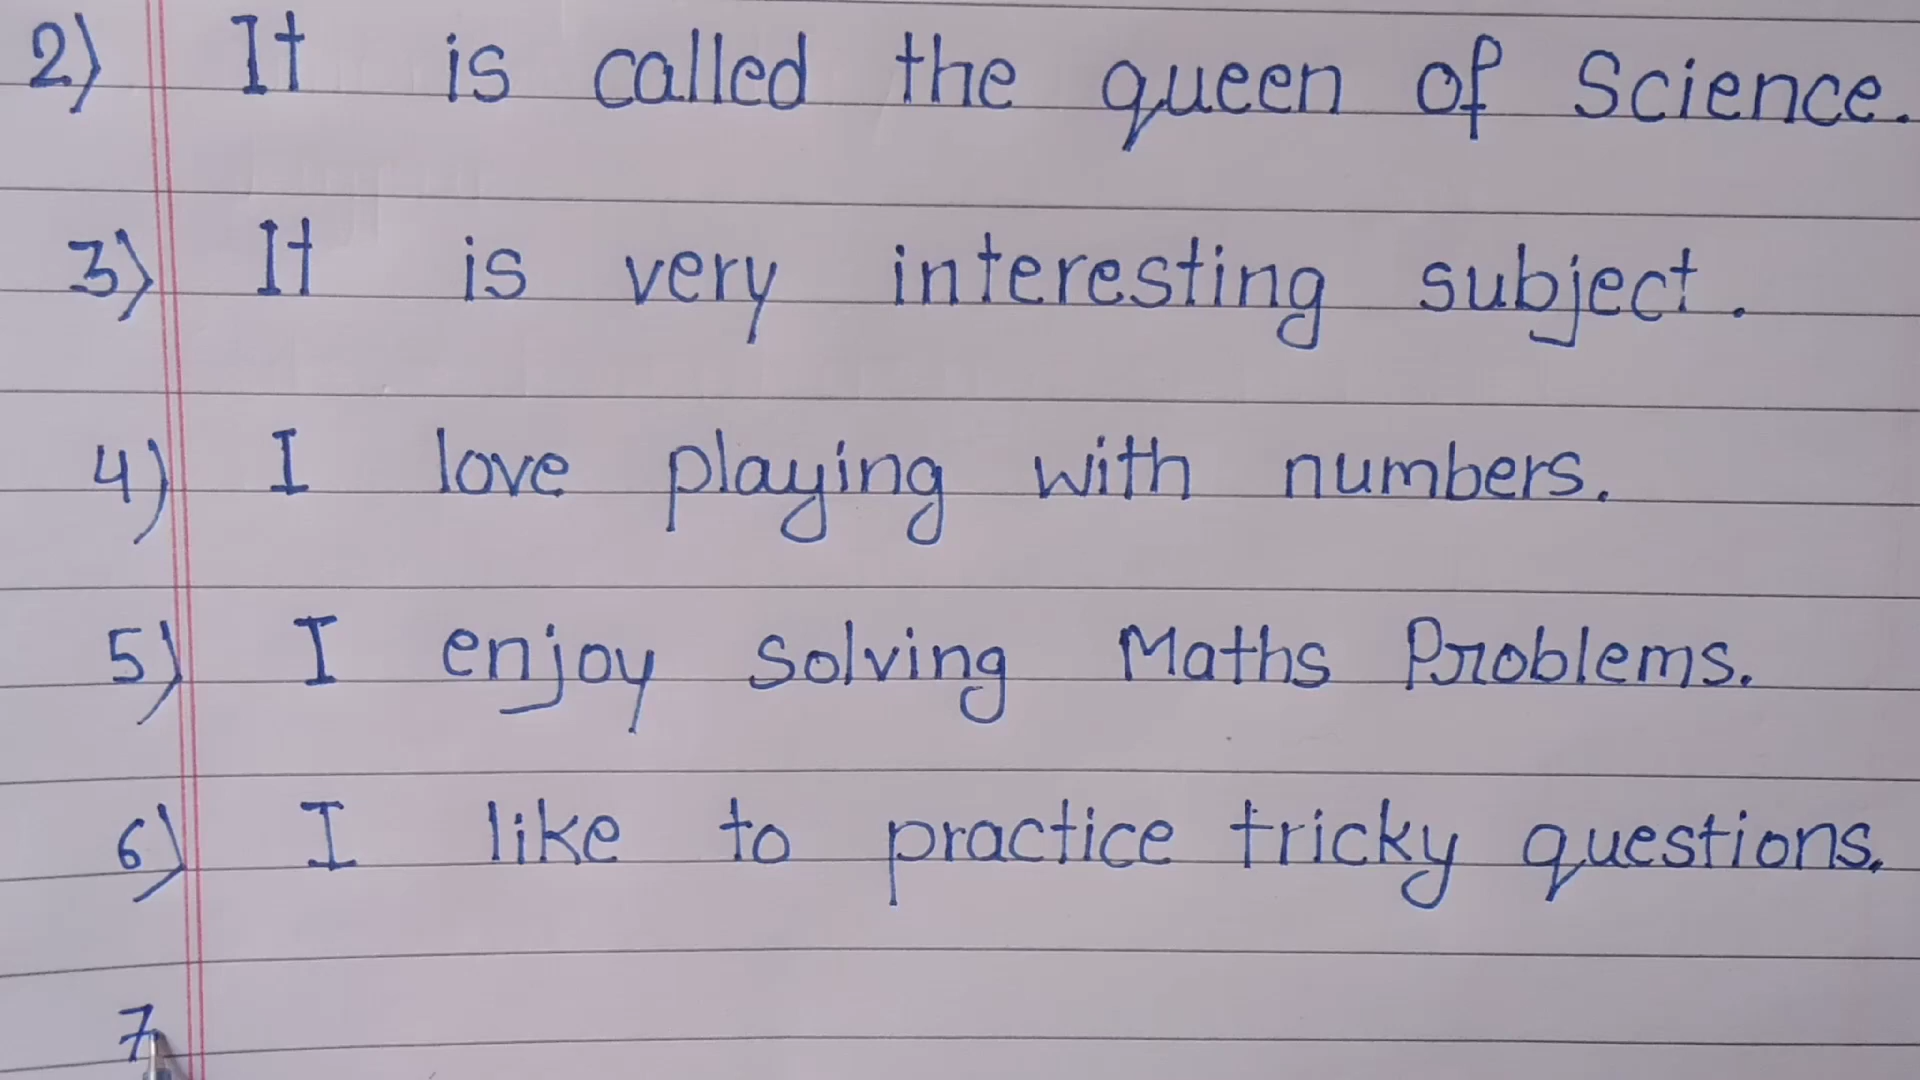 2) It is called the queen of Science.
3) It is very interesting subject.
4) I love playing with numbers.
5) I enjoy solving Maths Problems.
6) I like to practice tricky questions.
7